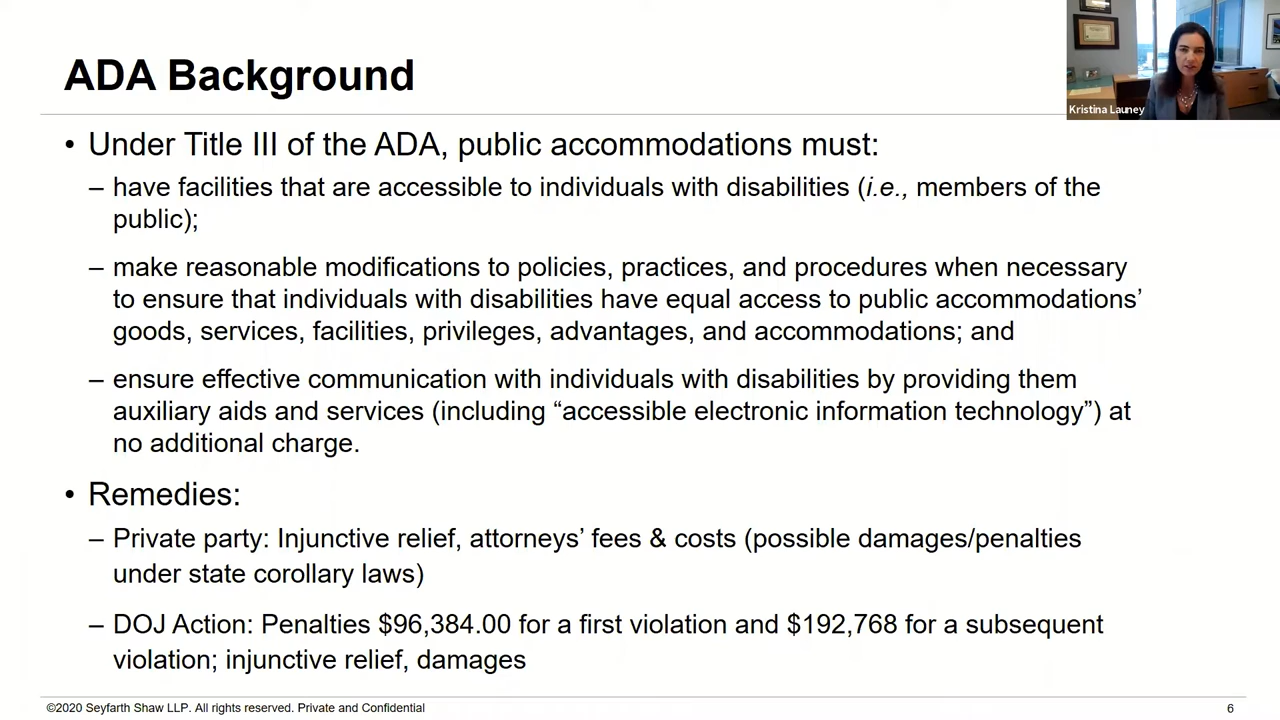 ADA Background
Kristina Launey
• Under Title III of the ADA, public accommodations must:
– have facilities that are accessible to individuals with disabilities (i.e., members of the
public);
– make reasonable modifications to policies, practices, and procedures when necessary
to ensure that individuals with disabilities have equal access to public accommodations’
goods, services, facilities, privileges, advantages, and accommodations; and
– ensure effective communication with individuals with disabilities by providing them
auxiliary aids and services (including “accessible electronic information technology”) at
no additional charge.
• Remedies:
– Private party: Injunctive relief, attorneys’ fees & costs (possible damages/penalties
under state corollary laws)
– DOJ Action: Penalties $96,384.00 for a first violation and $192,768 for a subsequent
violation; injunctive relief, damages
©2020 Seyfarth Shaw LLP. All rights reserved. Private and Confidential
6